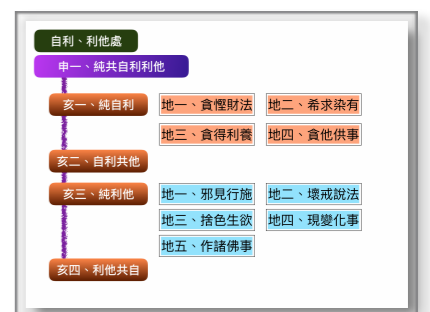 自利、利他處
申一、純共自利利他
亥一、純自利 地一、貪慳財法 地二、希求染有
地三、貪得利養 地四、貪他供事
亥二、自利共他
亥三、純利他 地一、邪見行施 地二、壞戒說法
地三、捨色生欲 地四、現變化事
地五、作諸佛事
亥四、利他共自